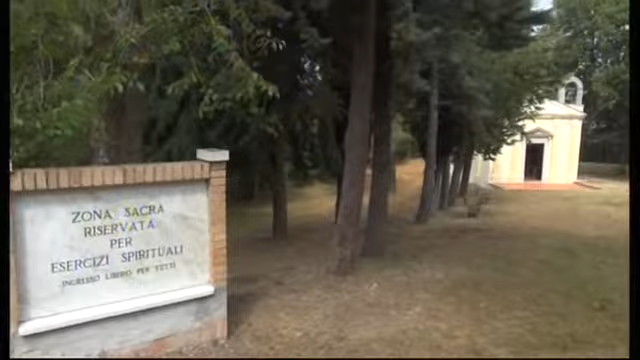 ZONA SACRA
RISERVATA
PER
ESERCIZI SPIRITUALI
INGRESSO LIBERO PER TUTTI